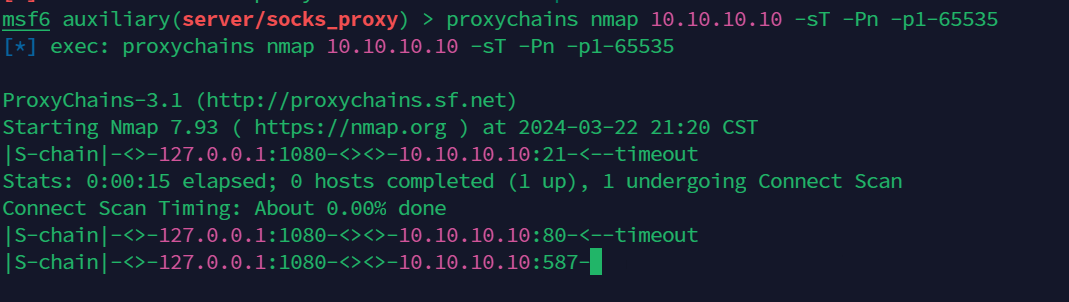 msf6 auxiliary(server/socks_proxy) > proxychains nmap 10.10.10.10 -sT -Pn -p1-65535
[*] exec: proxychains nmap 10.10.10.10 -sT -Pn -p1-65535
ProxyChains-3.1 (http://proxychains.sf.net)
Starting Nmap 7.93 ( https://nmap.org ) at 2024-03-22 21:20 CST
|S-chain|-<>-127.0.0.1:1080-<><>-10.10.10.10:21-<--timeout
Stats: 0:00:15 elapsed; 0 hosts completed (1 up), 1 undergoing Connect Scan
Connect Scan Timing: About 0.00% done
|S-chain|-<>-127.0.0.1:1080-<><>-10.10.10.10:80-<--timeout
|S-chain|-<>-127.0.0.1:1080-<><>-10.10.10.10:587-